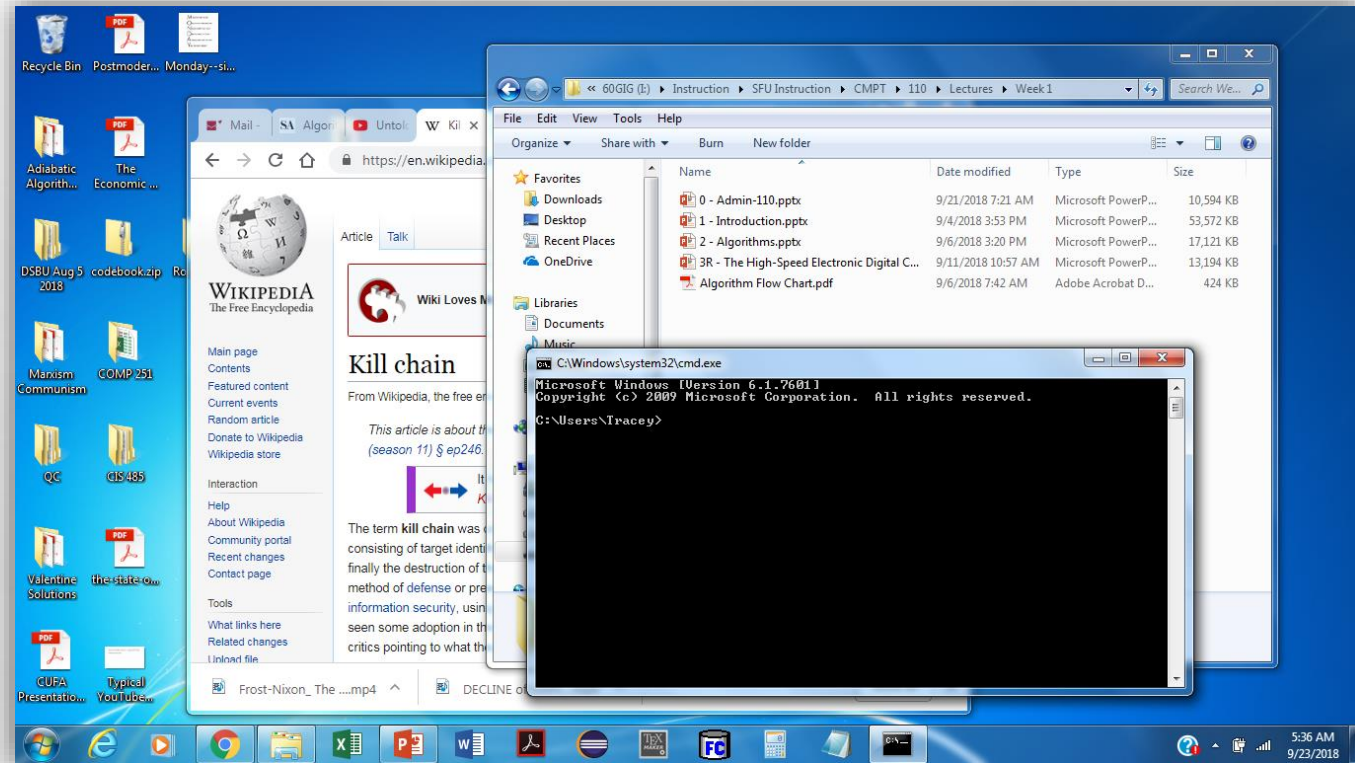 Recycle Bin
Postmoder...
Monday--si...
Adiabatic
Algorith...
The
Economic ...
DSBU Aug 5
2018
codebook.zip
Ro
Marxism
Communism
COMP 251
QC
CIS 485
Valentine
Solutions
the-state-o...
CUFA
Presentatio...
Typical
YouTube...
Mail -
SA Algori
Untol
W Kil
https://en.wikipedia.
WIKIPEDIA
The Free Encyclopedia
Main page
Contents
Featured content
Current events
Random article
Donate to Wikipedia
Wikipedia store
Interaction
Help
About Wikipedia
Community portal
Recent changes
Contact page
Tools
What links here
Related changes
Upload file
Article Talk
Wiki Loves M
Kill chain
From Wikipedia, the free en
This article is about th
(season 11) § ep246.
It
K
The term kill chain was
consisting of target identi
finally the destruction of t
method of defense or pre
information security, usin
seen some adoption in th
critics pointing to what the
Frost-Nixon_ The ....mp4
DECLINE of
« 60GIG (I:) Instruction SFU Instruction CMPT 110 Lectures Week 1
Search We...
File Edit View Tools Help
Organize Share with Burn New folder
Favorites
Downloads
Desktop
Recent Places
OneDrive
Libraries
Documents
Music
Name Date modified Type Size
0 - Admin-110.pptx 9/21/2018 7:21 AM Microsoft PowerP... 10,594 KB
1 - Introduction.pptx 9/4/2018 3:53 PM Microsoft PowerP... 53,572 KB
2 - Algorithms.pptx 9/6/2018 3:20 PM Microsoft PowerP... 17,121 KB
3R - The High-Speed Electronic Digital C... 9/11/2018 10:57 AM Microsoft PowerP... 13,194 KB
Algorithm Flow Chart.pdf 9/6/2018 7:42 AM Adobe Acrobat D... 424 KB
C:\Windows\system32\cmd.exe
Microsoft Windows [Version 6.1.7601]
Copyright (c) 2009 Microsoft Corporation. All rights reserved.
C:\Users\Tracey>
5:36 AM
9/23/2018